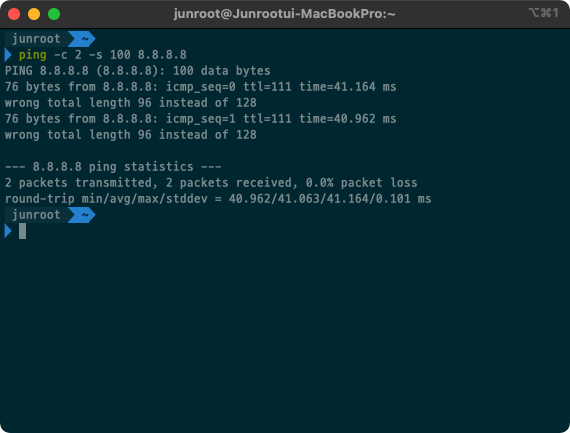 junroot@Junrootui-MacBookPro:~
⌥⌘1
junroot ~
ping -c 2 -s 100 8.8.8.8
PING 8.8.8.8 (8.8.8.8): 100 data bytes
76 bytes from 8.8.8.8: icmp_seq=0 ttl=111 time=41.164 ms
wrong total length 96 instead of 128
76 bytes from 8.8.8.8: icmp_seq=1 ttl=111 time=40.962 ms
wrong total length 96 instead of 128
--- 8.8.8.8 ping statistics ---
2 packets transmitted, 2 packets received, 0.0% packet loss
round-trip min/avg/max/stddev = 40.962/41.063/41.164/0.101 ms
junroot ~